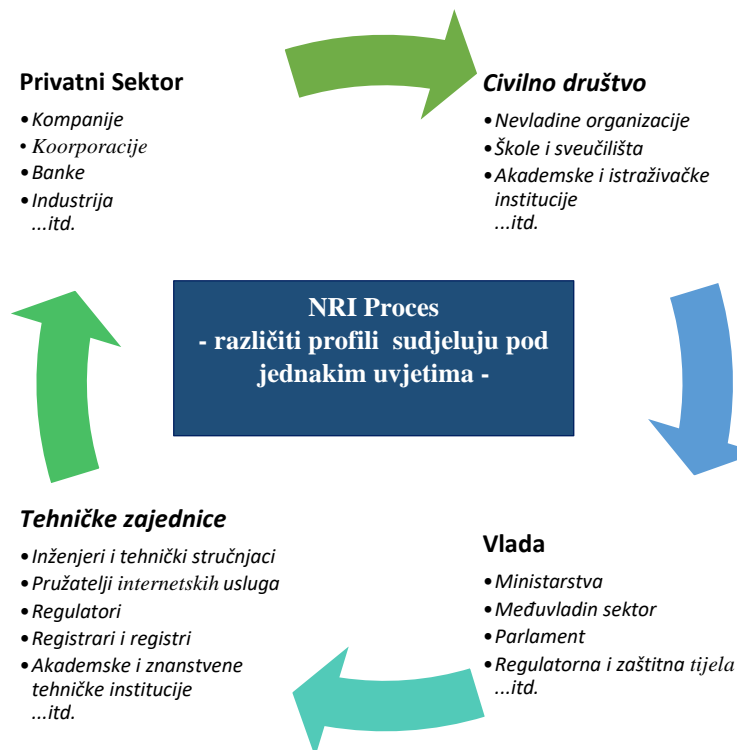 Privatni Sektor
• Kompanije
• Koorporacije
• Banke
• Industrija
...itd.
Civilno društvo
• Nevladine organizacije
• Škole i sveučilišta
• Akademske i istraživačke
institucije
...itd.
NRI Proces
- različiti profili  sudjeluju pod
jednakim uvjetima -
Tehničke zajednice
• Inženjeri i tehnički stručnjaci
• Pružatelji internetskih usluga
• Regulatori
• Registrari i registri
• Akademske i znanstvene
tehničke institucije
...itd.
Vlada
• Ministarstva
• Međuvladin sektor
• Parlament
• Regulatorna i zaštitna tijela
...itd.